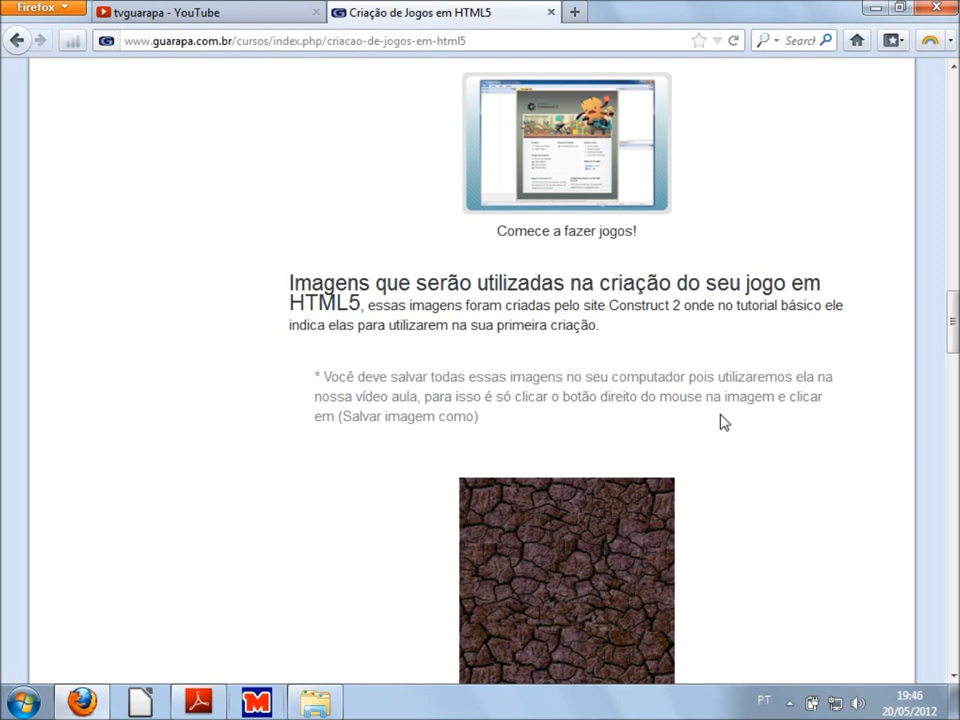 Firefox
tvguarapa - YouTube
Criação de Jogos em HTML5
www.guarapa.com.br/cursos/index.php/criacao-de-jogos-em-html5
Search
Comece a fazer jogos!
Imagens que serão utilizadas na criação do seu jogo em
HTML5, essas imagens foram criadas pelo site Construct 2 onde no tutorial básico ele
indica elas para utilizarem na sua primeira criação.
* Você deve salvar todas essas imagens no seu computador pois utilizaremos ela na
nossa vídeo aula, para isso é só clicar o botão direito do mouse na imagem e clicar
em (Salvar imagem como)
PT
19:46
20/05/2012